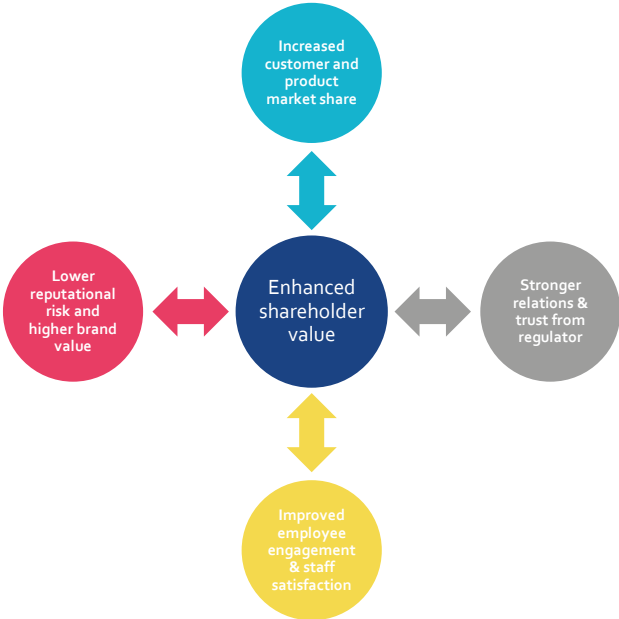 Increased
customer and
product
market share
Lower
reputational
risk and
higher brand
value
Enhanced
shareholder
value
Stronger
relations &
trust from
regulator
Improved
employee
engagement
& staff
satisfaction